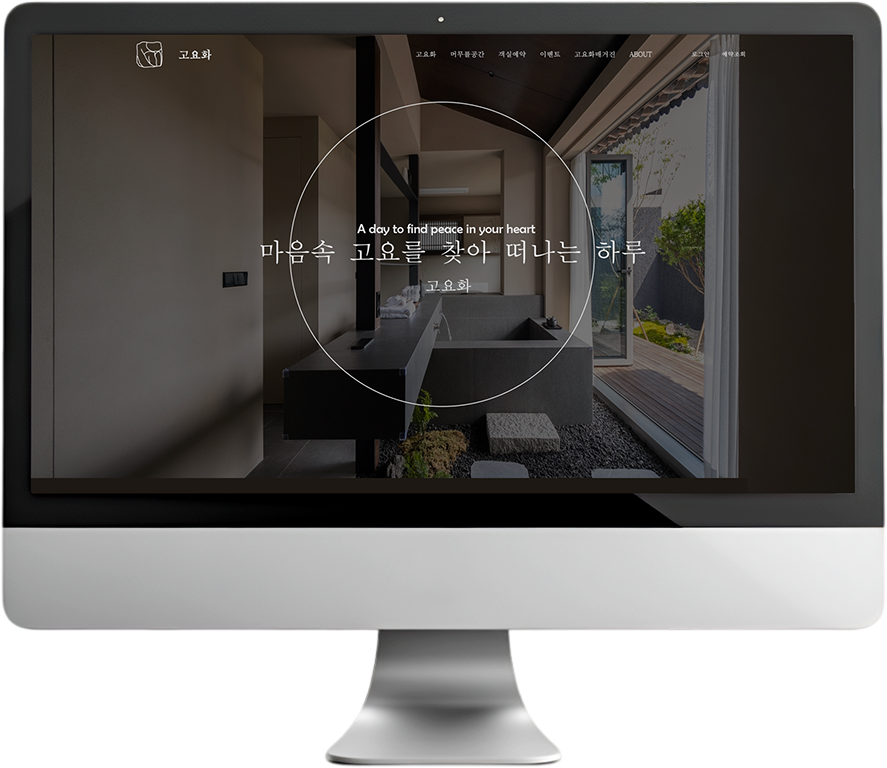 고요화
고요화 머무를공간 객실예약 이벤트 고요화매거진 ABOUT
로그인 예약조회
A day to find peace in your heart
마음속 고요를 찾아 떠나는 하루
고요화